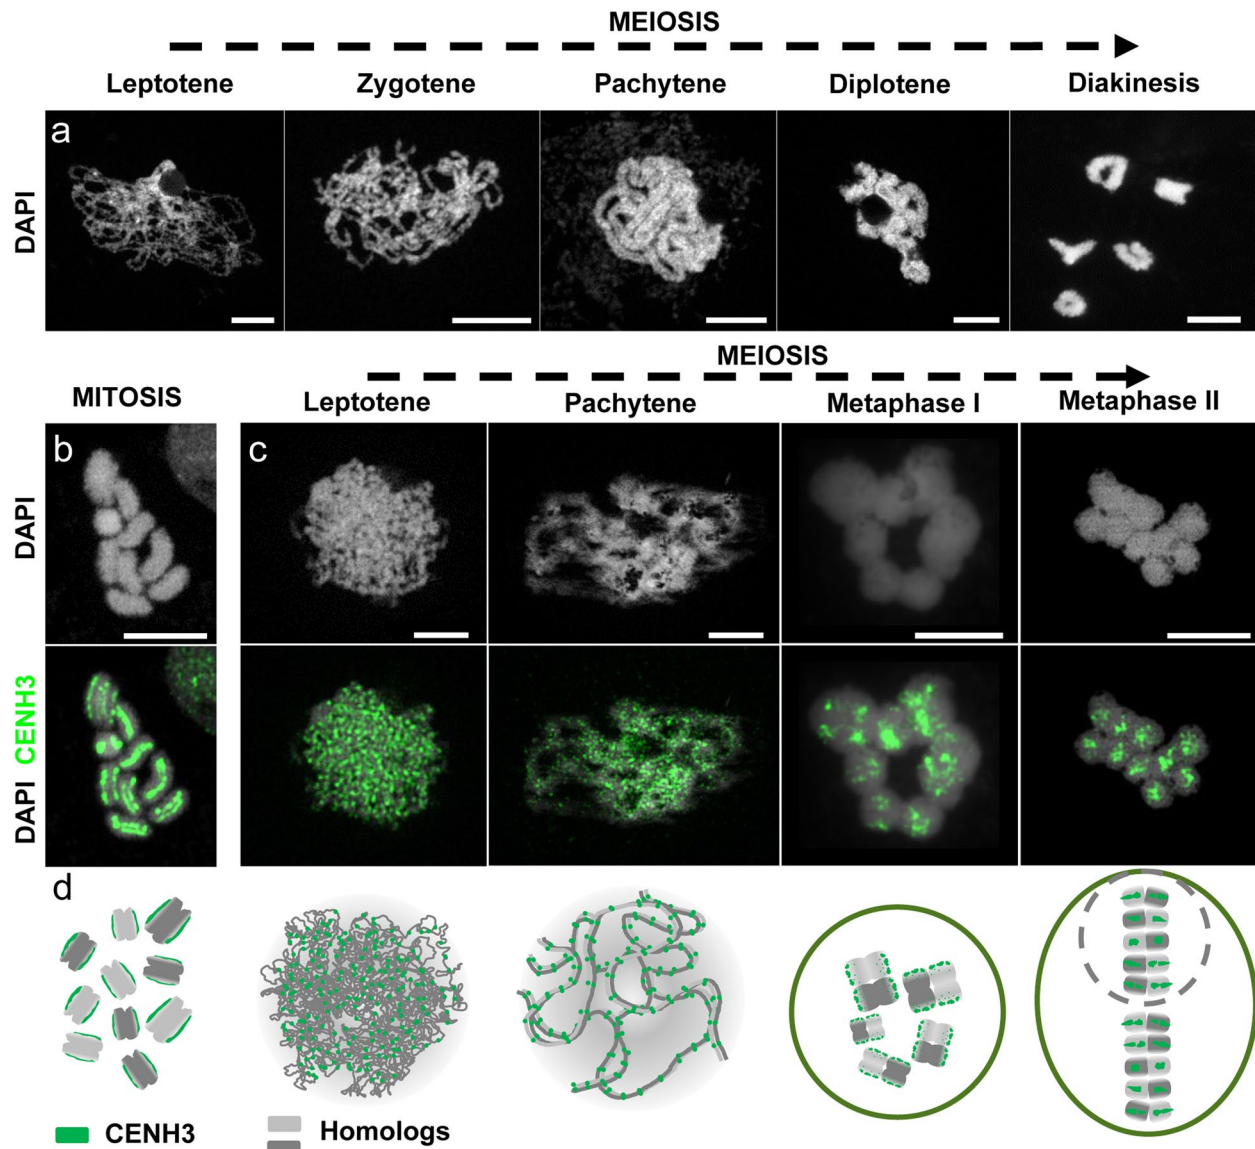 MEIOSIS
Leptotene Zygotene Pachytene Diplotene Diakinesis
a
DAPI
MEIOSIS
MITOSIS Leptotene Pachytene Metaphase I Metaphase II
b c
DAPI
DAPI CENH3
d
CENH3 Homologs